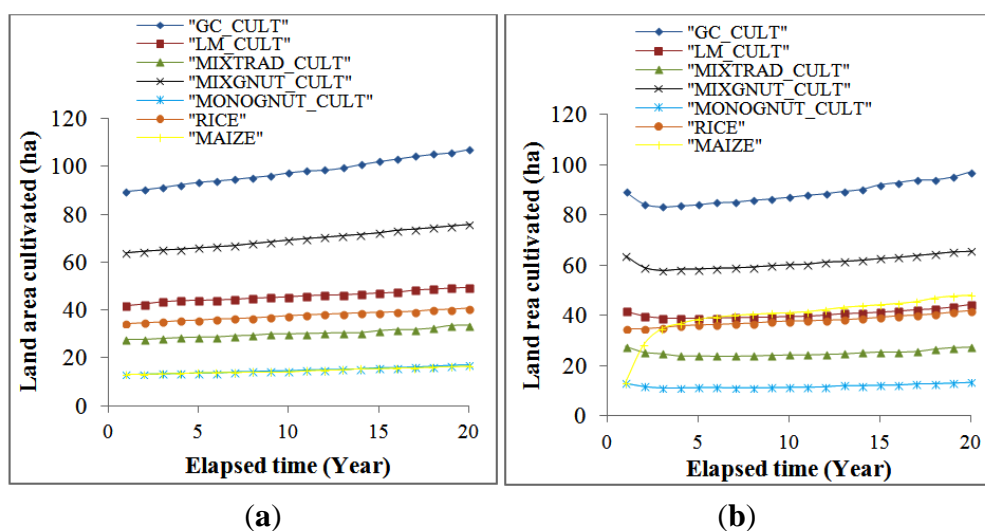 "GC_CULT"
"LM_CULT"
"MIXTRAD_CULT"
"MIXGNUT_CULT"
"MONOGNUT_CULT"
"RICE"
"MAIZE"
120
100
80
60
40
20
0
0 5 10 15 20
Land area cultivated (ha)
Elapsed time (Year)
(a)
"GC_CULT"
"LM_CULT"
"MIXTRAD_CULT"
"MIXGNUT_CULT"
"MONOGNUT_CULT"
"RICE"
"MAIZE"
120
100
80
60
40
20
0
0 5 10 15 20
Land rea cultivated (ha)
Elapsed time (Year)
(b)